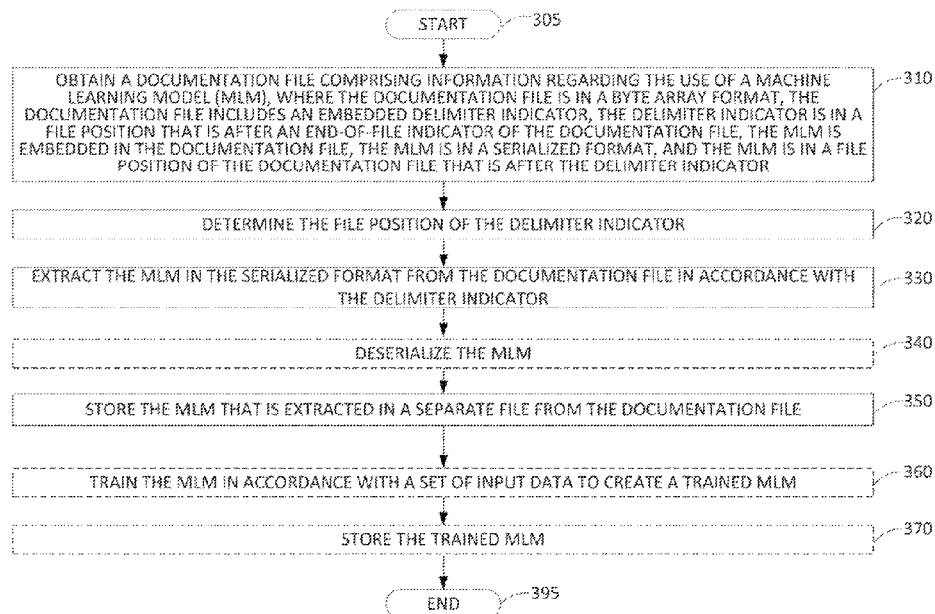 START
305
OBTAIN A DOCUMENTATION FILE COMPRISING INFORMATION REGARDING THE USE OF A MACHINE
LEARNING MODEL (MLM), WHERE THE DOCUMENTATION FILE IS IN A BYTE ARRAY FORMAT, THE
DOCUMENTATION FILE INCLUDES AN EMBEDDED DELIMITER INDICATOR, THE DELIMITER INDICATOR IS IN A
FILE POSITION THAT IS AFTER AN END-OF-FILE INDICATOR OF THE DOCUMENTATION FILE, THE MLM IS
EMBEDDED IN THE DOCUMENTATION FILE, THE MLM IS IN A SERIALIZED FORMAT, AND THE MLM IS IN A FILE
POSITION OF THE DOCUMENTATION FILE THAT IS AFTER THE DELIMITER INDICATOR
310
DETERMINE THE FILE POSITION OF THE DELIMITER INDICATOR
320
EXTRACT THE MLM IN THE SERIALIZED FORMAT FROM THE DOCUMENTATION FILE IN ACCORDANCE WITH
THE DELIMITER INDICATOR
330
DESERIALIZE THE MLM
340
STORE THE MLM THAT IS EXTRACTED IN A SEPARATE FILE FROM THE DOCUMENTATION FILE
350
TRAIN THE MLM IN ACCORDANCE WITH A SET OF INPUT DATA TO CREATE A TRAINED MLM
360
STORE THE TRAINED MLM
370
END
395